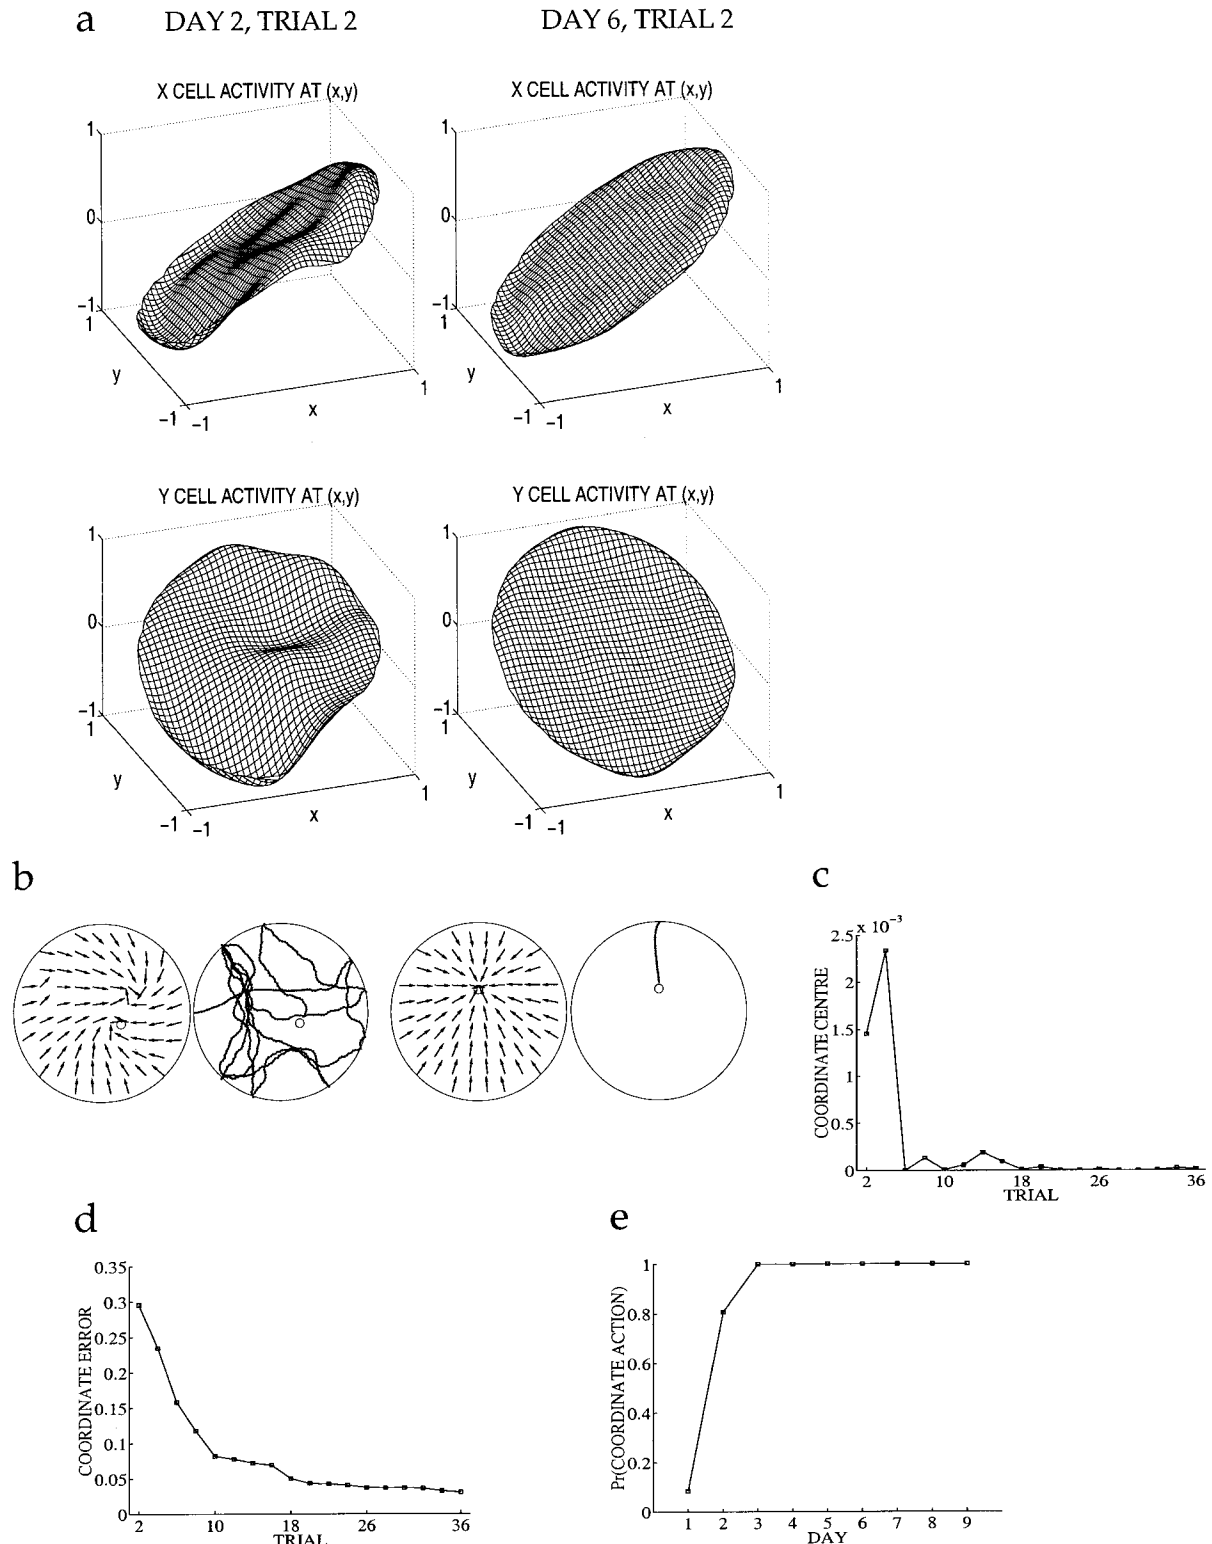 a DAY 2, TRIAL 2 DAY 6, TRIAL 2
X CELL ACTIVITY AT (x,y)
1
0
−1
1
y
−1
−1
x
1
X CELL ACTIVITY AT (x,y)
1
0
−1
1
y
−1
−1
x
1
Y CELL ACTIVITY AT (x,y)
1
0
−1
1
y
−1
−1
x
1
Y CELL ACTIVITY AT (x,y)
1
0
−1
1
y
−1
−1
x
1
b
c
x 10⁻³
2.5
2
1.5
1
0.5
0
COORDINATE CENTRE
2 10 18 26 36
TRIAL
d
0.35
0.3
0.25
0.2
0.15
0.1
0.05
0
COORDINATE ERROR
2 10 18 26 36
TRIAL
e
1
0.8
0.6
0.4
0.2
0
Pr(COORDINATE ACTION)
1 2 3 4 5 6 7 8 9
DAY